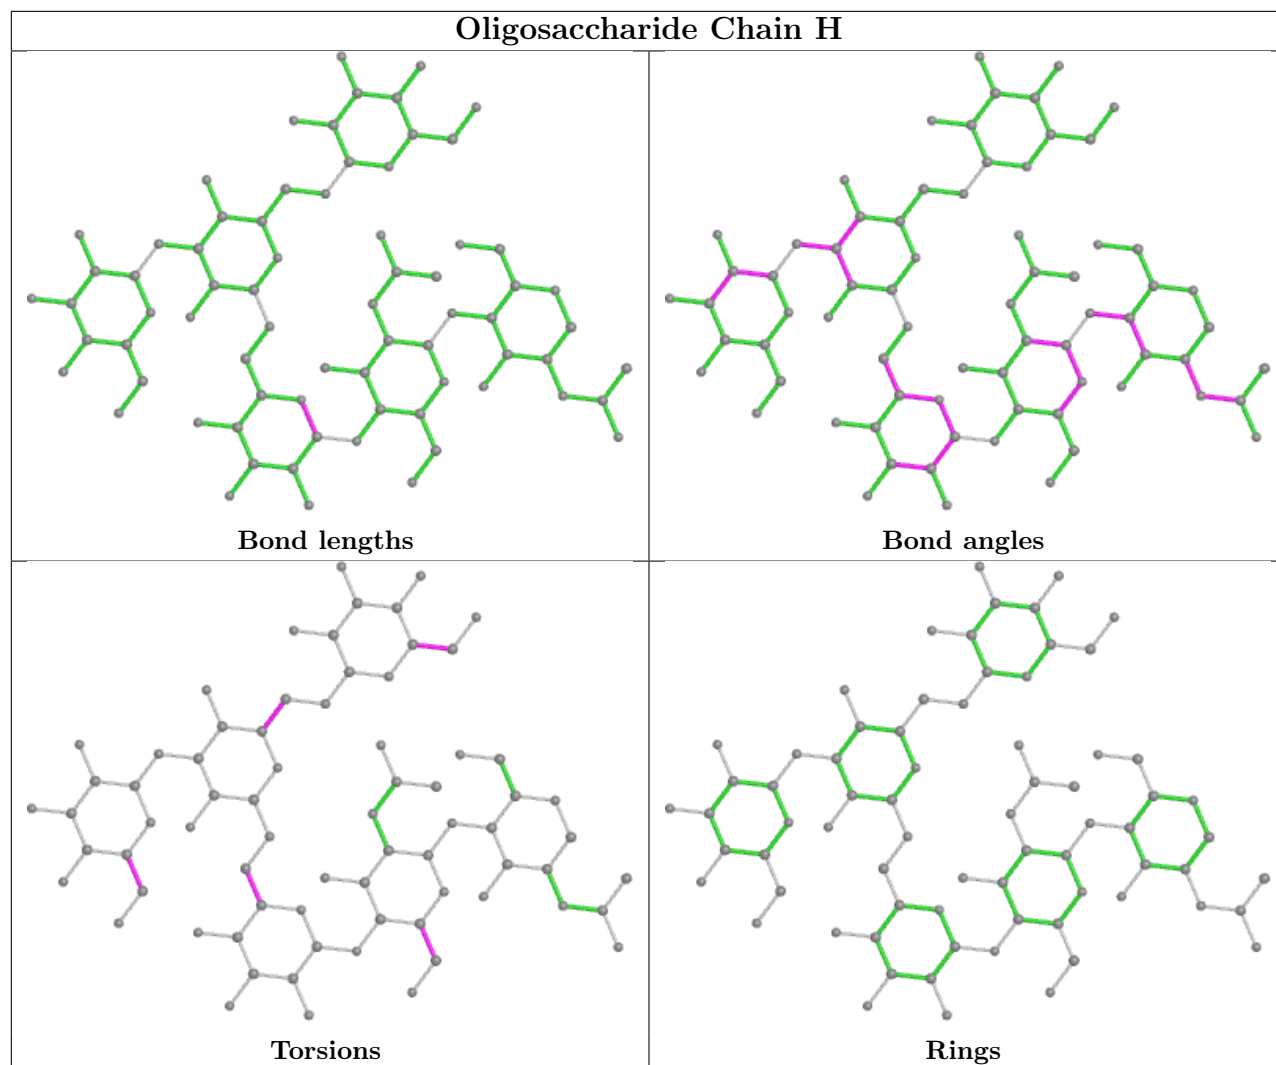 Oligosaccharide Chain H
Bond lengths
Bond angles
Torsions
Rings